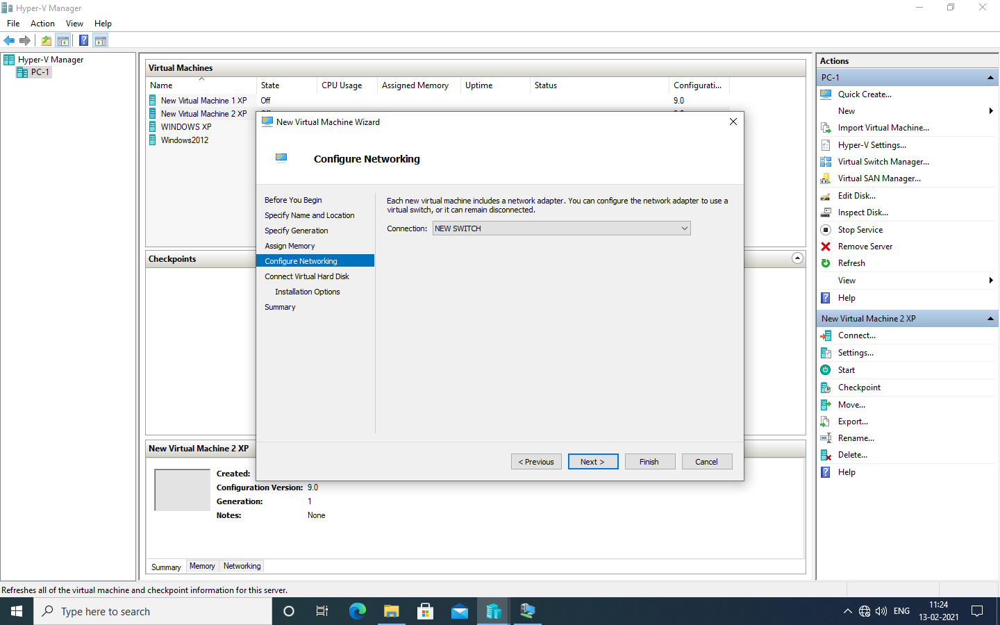 Hyper-V Manager
File Action View Help
Hyper-V Manager
PC-1
Virtual Machines
Name State CPU Usage Assigned Memory Uptime Status Configurati...
New Virtual Machine 1 XP Off 9.0
New Virtual Machine 2 XP
WINDOWS XP
Windows2012
New Virtual Machine Wizard
Configure Networking
Before You Begin
Specify Name and Location
Specify Generation
Assign Memory
Configure Networking
Connect Virtual Hard Disk
Installation Options
Summary
Each new virtual machine includes a network adapter. You can configure the network adapter to use a
virtual switch, or it can remain disconnected.
Connection: NEW SWITCH
< Previous Next > Finish Cancel
Checkpoints
New Virtual Machine 2 XP
Created:
Configuration Version: 9.0
Generation: 1
Notes: None
Summary Memory Networking
Actions
PC-1
Quick Create...
New
Import Virtual Machine...
Hyper-V Settings...
Virtual Switch Manager...
Virtual SAN Manager...
Edit Disk...
Inspect Disk...
Stop Service
Remove Server
Refresh
View
Help
New Virtual Machine 2 XP
Connect...
Settings...
Start
Checkpoint
Move...
Export...
Rename...
Delete...
Help
Refreshes all of the virtual machine and checkpoint information for this server.
Type here to search
ENG
11:24
13-02-2021